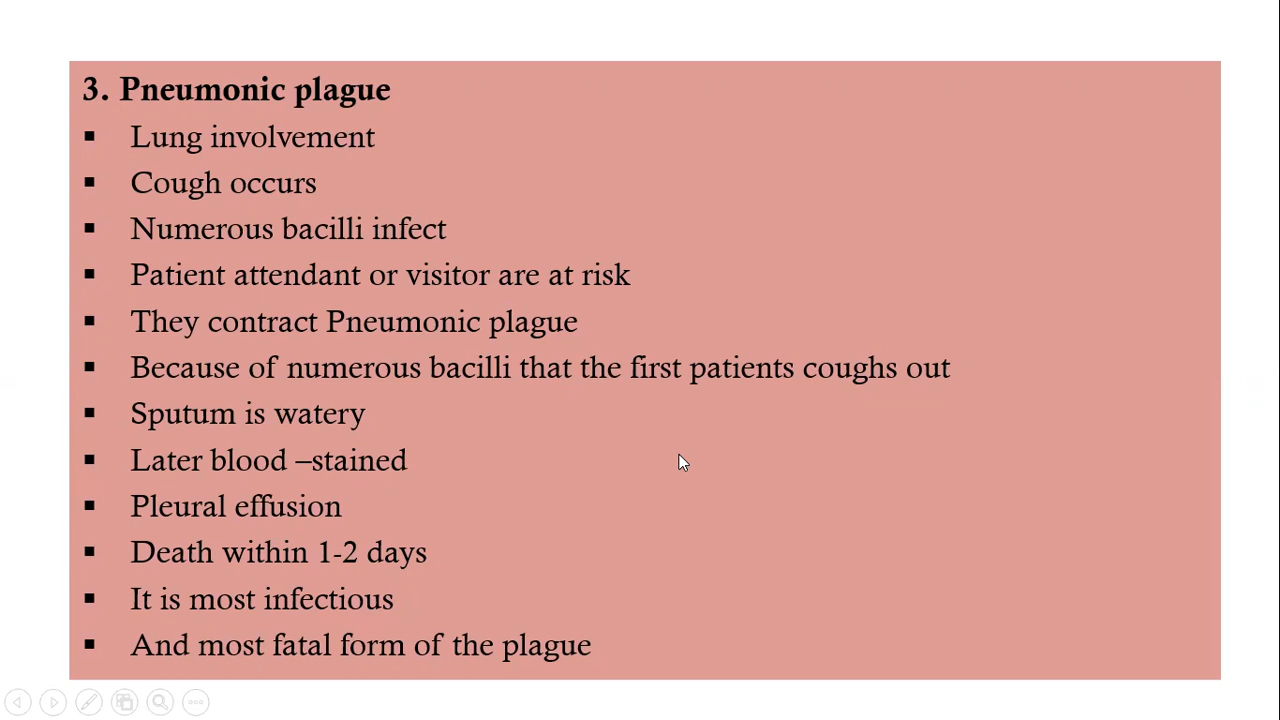 3. Pneumonic plague
▪ Lung involvement
▪ Cough occurs
▪ Numerous bacilli infect
▪ Patient attendant or visitor are at risk
▪ They contract Pneumonic plague
▪ Because of numerous bacilli that the first patients coughs out
▪ Sputum is watery
▪ Later blood –stained
▪ Pleural effusion
▪ Death within 1-2 days
▪ It is most infectious
▪ And most fatal form of the plague